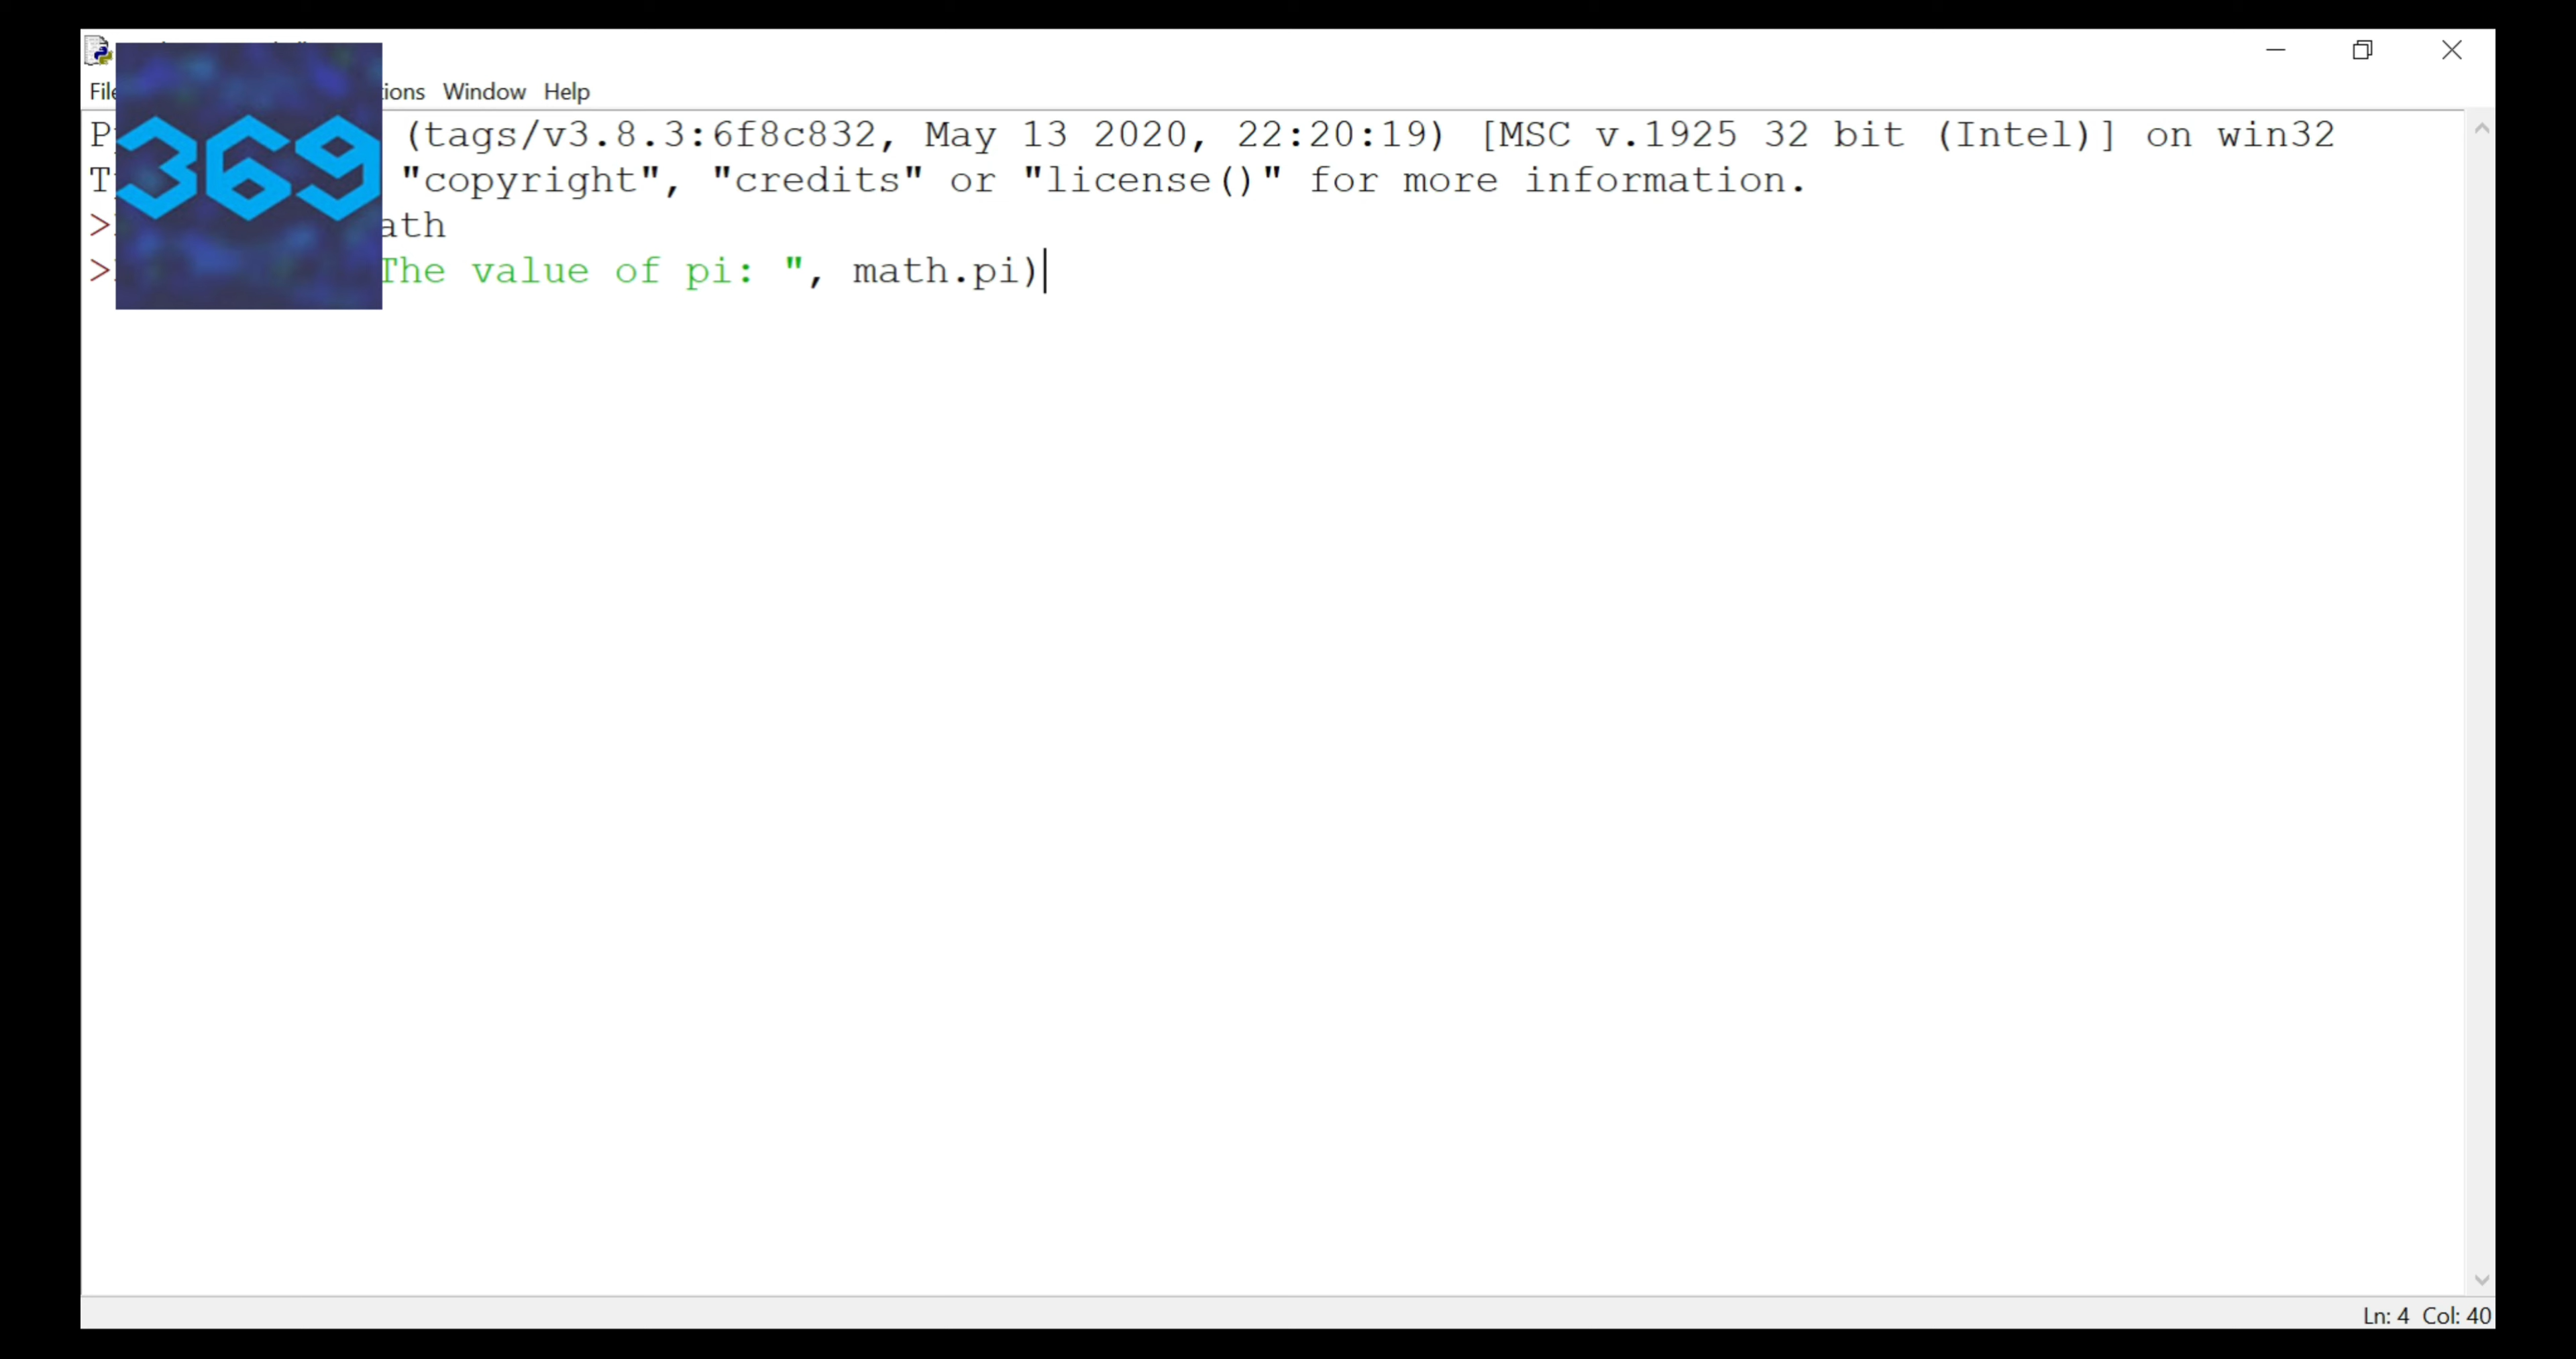 File tions Window Help
369
(tags/v3.8.3:6f8c832, May 13 2020, 22:20:19) [MSC v.1925 32 bit (Intel)] on win32
"copyright", "credits" or "license()" for more information.
> ath
> The value of pi: ", math.pi)
Ln: 4 Col: 40